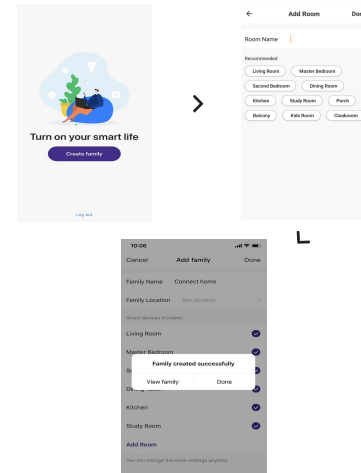 Turn on your smart life
Create family
Log out
Add Room
Room Name
Recommended
Living Room
Master Bedroom
Second Bedroom
Dining Room
Kitchen
Study Room
Porch
Balcony
Kids Room
Cloakroom
10:06
Cancel
Add family
Done
Family Name
Connect home
Family Location
Set location
Smart devices in rooms:
Living Room
Master Bedroom
Family created successfully
View family
Done
Kitchen
Study Room
Add Room
You can change the room settings anytime